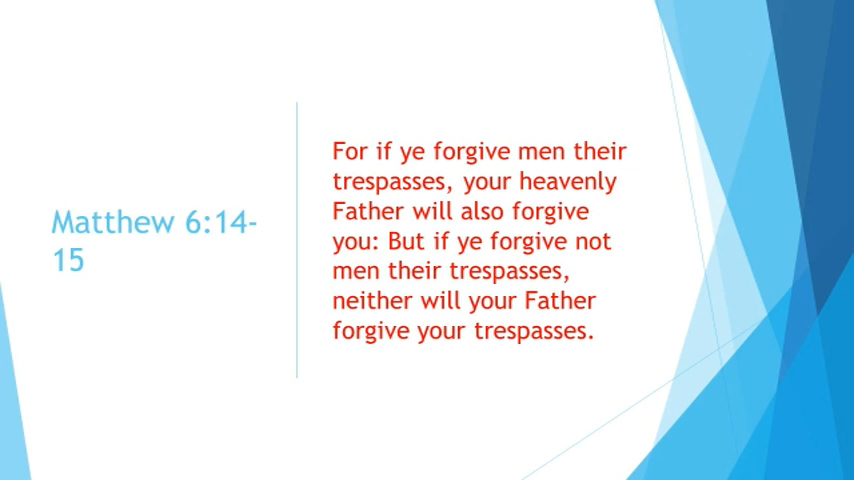 Matthew 6:14-
15
For if ye forgive men their
trespasses, your heavenly
Father will also forgive
you: But if ye forgive not
men their trespasses,
neither will your Father
forgive your trespasses.